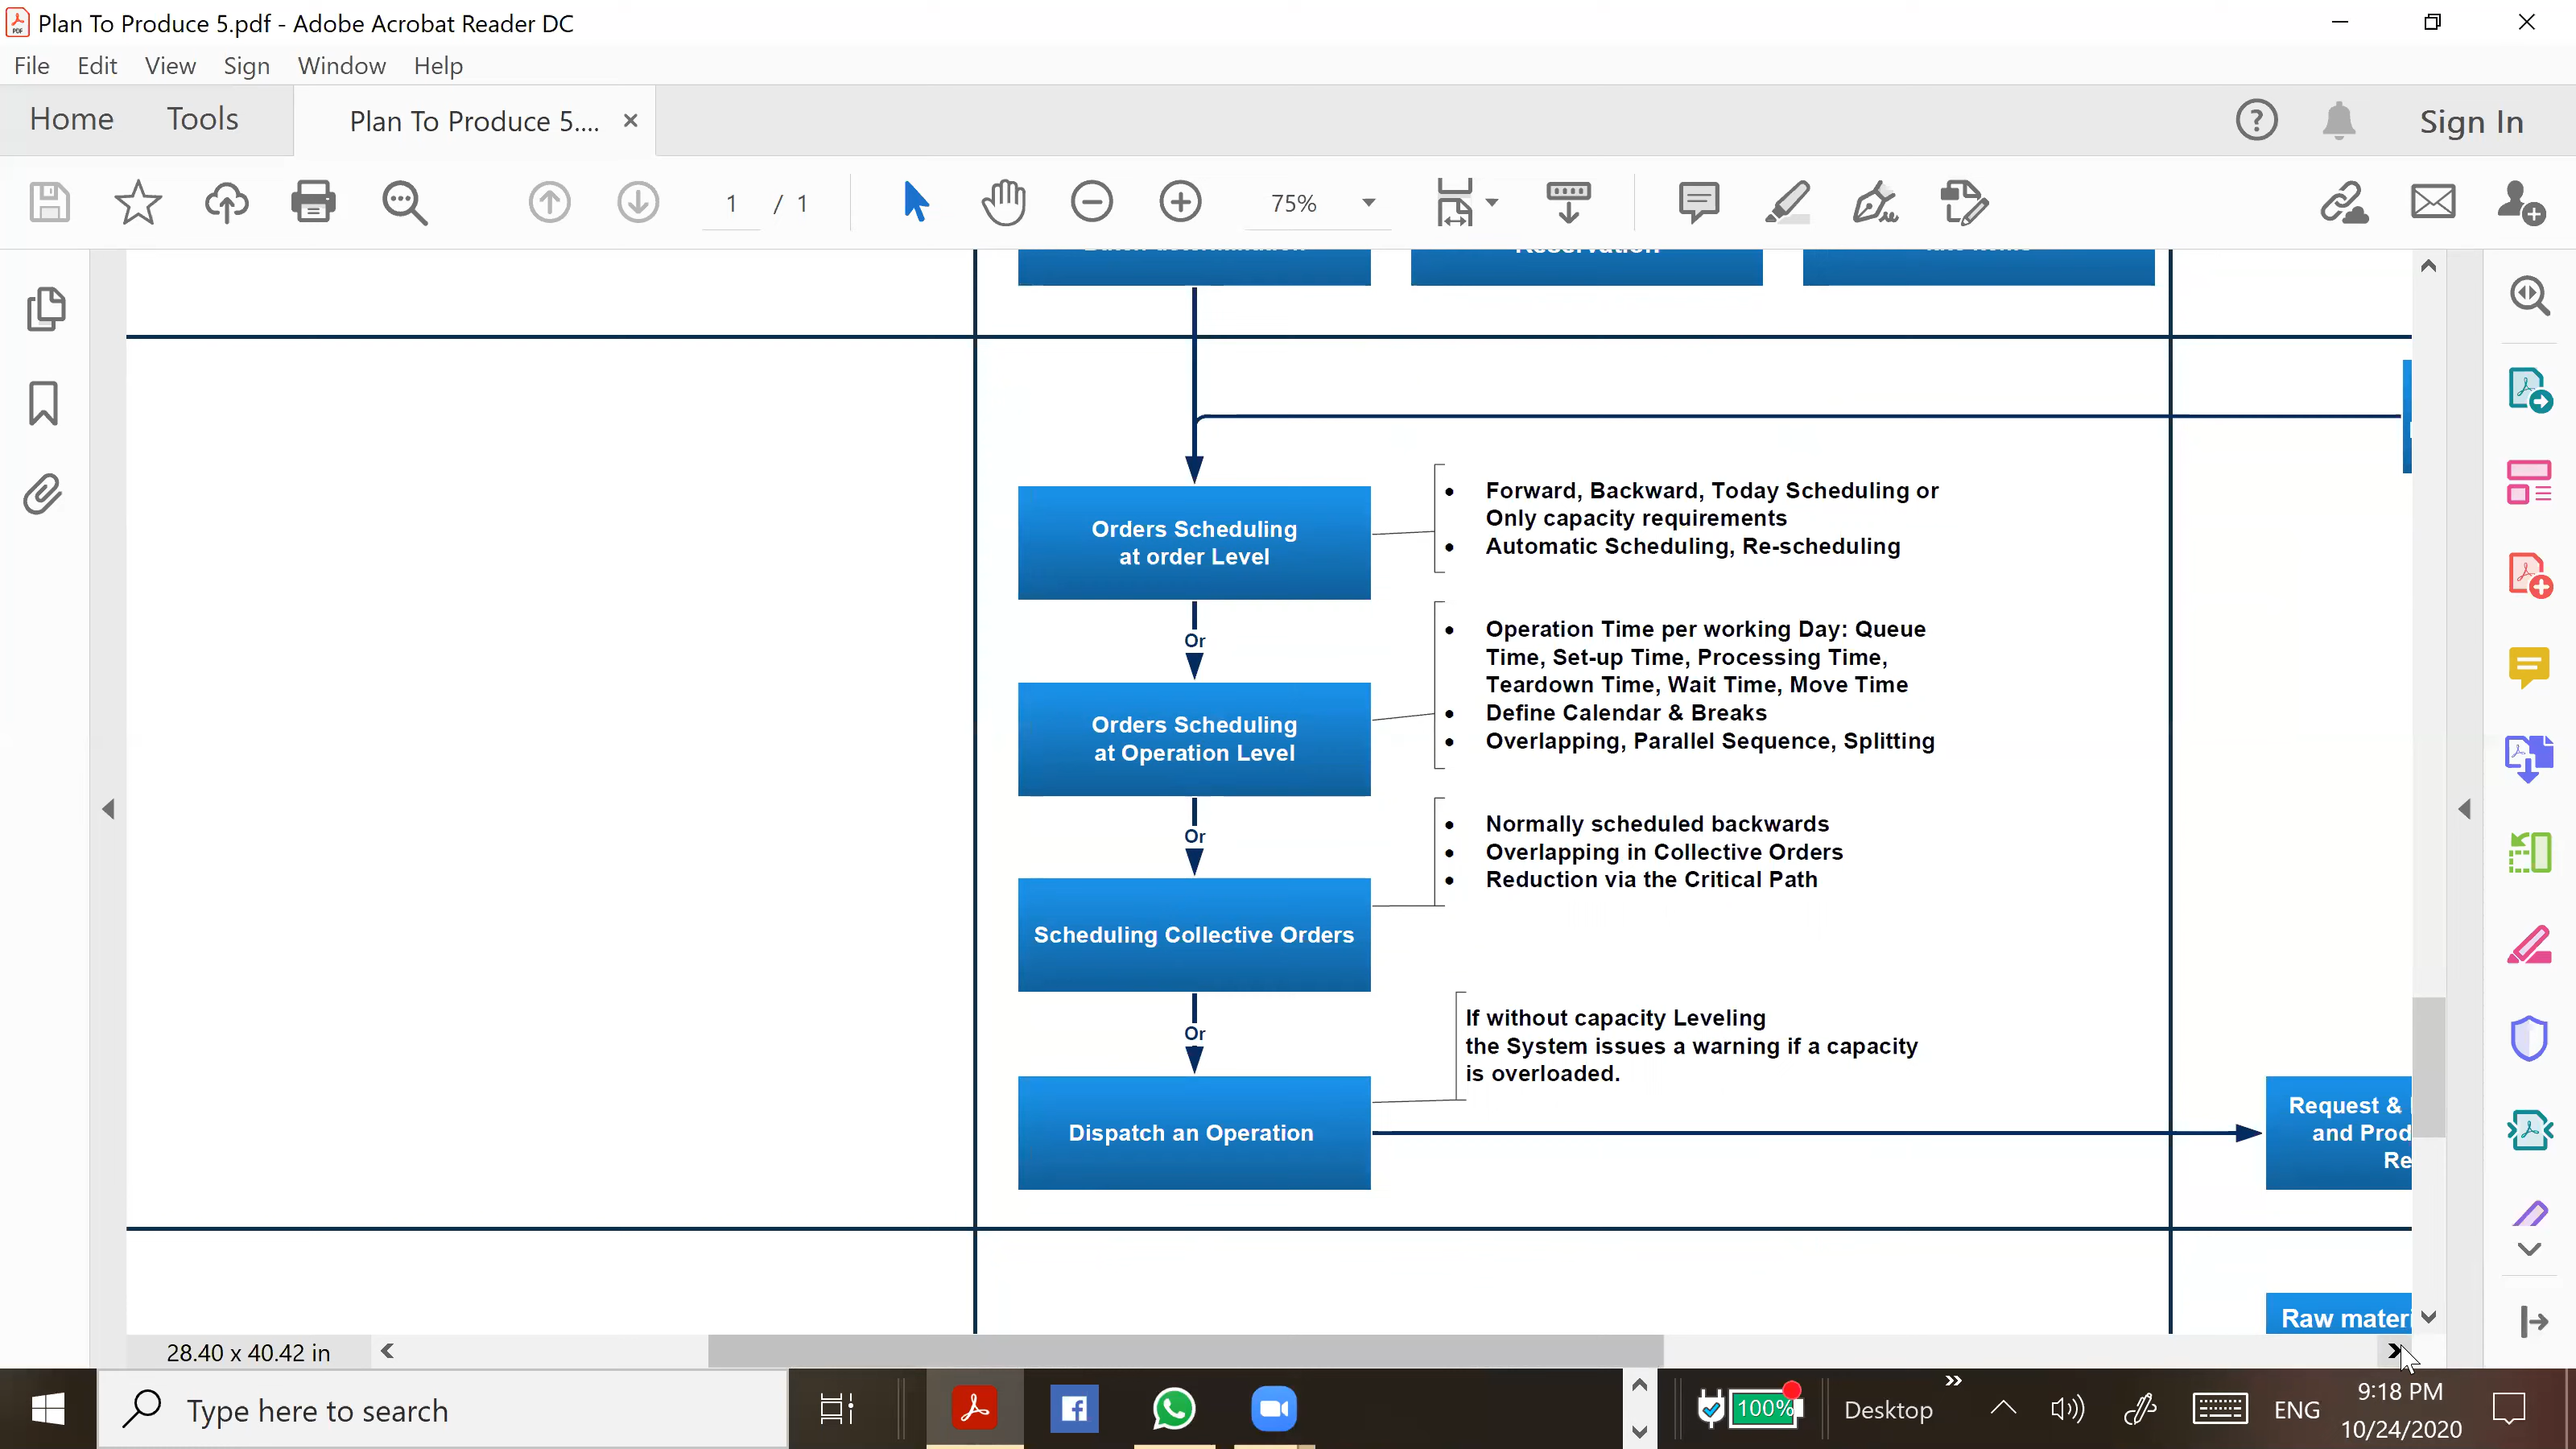 Plan To Produce 5.pdf - Adobe Acrobat Reader DC
File Edit View Sign Window Help
Home Tools Plan To Produce 5.... × Sign In
1 / 1 75%
Reservation
Orders Scheduling
at order Level
• Forward, Backward, Today Scheduling or
Only capacity requirements
• Automatic Scheduling, Re-scheduling
Or
Orders Scheduling
at Operation Level
• Operation Time per working Day: Queue
Time, Set-up Time, Processing Time,
Teardown Time, Wait Time, Move Time
• Define Calendar & Breaks
• Overlapping, Parallel Sequence, Splitting
Or
Scheduling Collective Orders
• Normally scheduled backwards
• Overlapping in Collective Orders
• Reduction via the Critical Path
Or
If without capacity Leveling
the System issues a warning if a capacity
is overloaded.
Dispatch an Operation
Request &
and Prod
Re
Raw materi
28.40 x 40.42 in
Type here to search
100%
Desktop
ENG
9:18 PM
10/24/2020